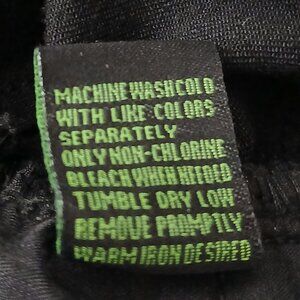 MACHINE WASH COLD
WITH LIKE COLORS
SEPARATELY
ONLY NON-CHLORINE
BLEACH WHEN NEEDED
TUMBLE DRY LOW
REMOVE PROMPTLY
WARM IRON DESIRED